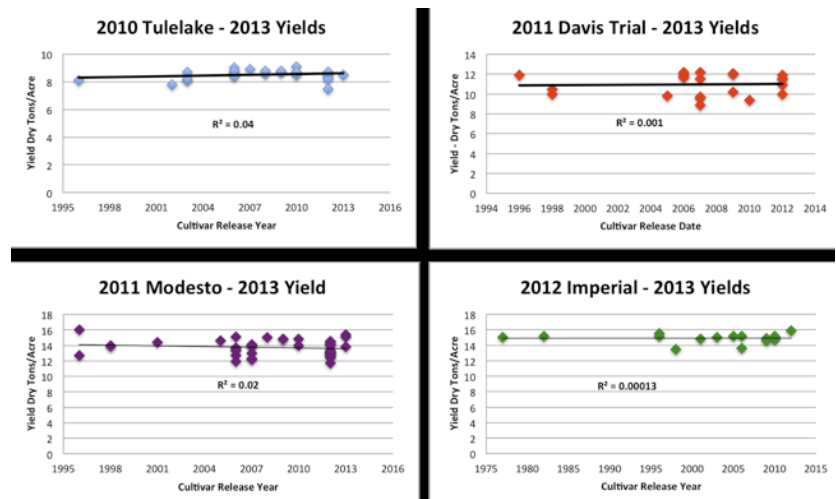 2010 Tulelake - 2013 Yields
Yield Dry Tons/Acre
10
8
6
4
2
0
R² = 0.04
1995 1998 2001 2004 2007 2010 2013 2016
Cultivar Release Year
2011 Davis Trial - 2013 Yields
Yield - Dry Tons/Acre
14
12
10
8
6
4
2
0
R² = 0.001
1994 1996 1998 2000 2002 2004 2006 2008 2010 2012 2014
Cultivar Release Date
2011 Modesto - 2013 Yield
Yield Dry Tons/Acre
18
16
14
12
10
8
6
4
2
0
R² = 0.02
1995 1998 2001 2004 2007 2010 2013 2016
Cultivar Release Year
2012 Imperial - 2013 Yields
Yield Dry Tons/Acre
18
16
14
12
10
8
6
4
2
0
R² = 0.00013
1975 1980 1985 1990 1995 2000 2005 2010 2015
Cultivar Release Year